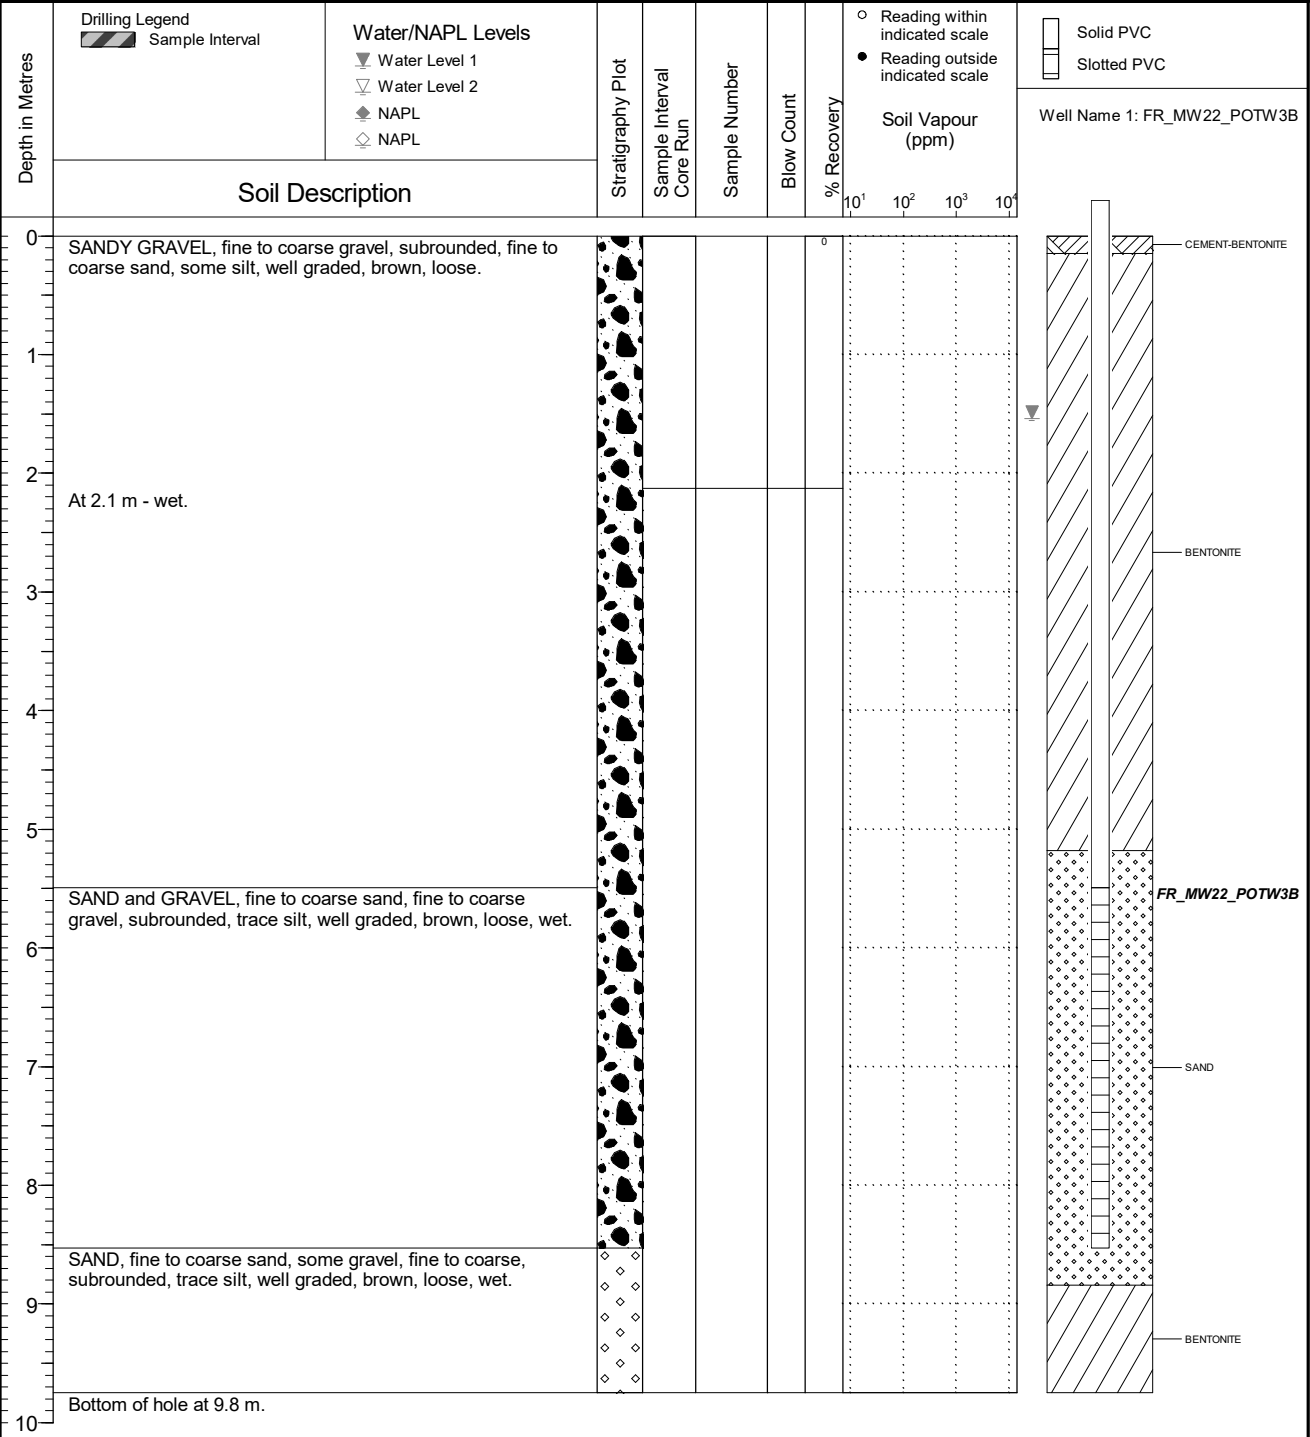 Depth in Metres
Drilling Legend
Sample Interval
Water/NAPL Levels
Water Level 1
Water Level 2
NAPL
NAPL
Soil Description
Stratigraphy Plot
Sample Interval
Core Run
Sample Number
Blow Count
% Recovery
Reading within
indicated scale
Reading outside
indicated scale
Soil Vapour
(ppm)
10¹ 10² 10³ 10⁴
Solid PVC
Slotted PVC
Well Name 1: FR_MW22_POTW3B
0
SANDY GRAVEL, fine to coarse gravel, subrounded, fine to
coarse sand, some silt, well graded, brown, loose.
0
CEMENT-BENTONITE
1
2
At 2.1 m - wet.
BENTONITE
3
4
5
SAND and GRAVEL, fine to coarse sand, fine to coarse
gravel, subrounded, trace silt, well graded, brown, loose, wet.
FR_MW22_POTW3B
6
7
SAND
8
SAND, fine to coarse sand, some gravel, fine to coarse,
subrounded, trace silt, well graded, brown, loose, wet.
9
BENTONITE
Bottom of hole at 9.8 m.
10